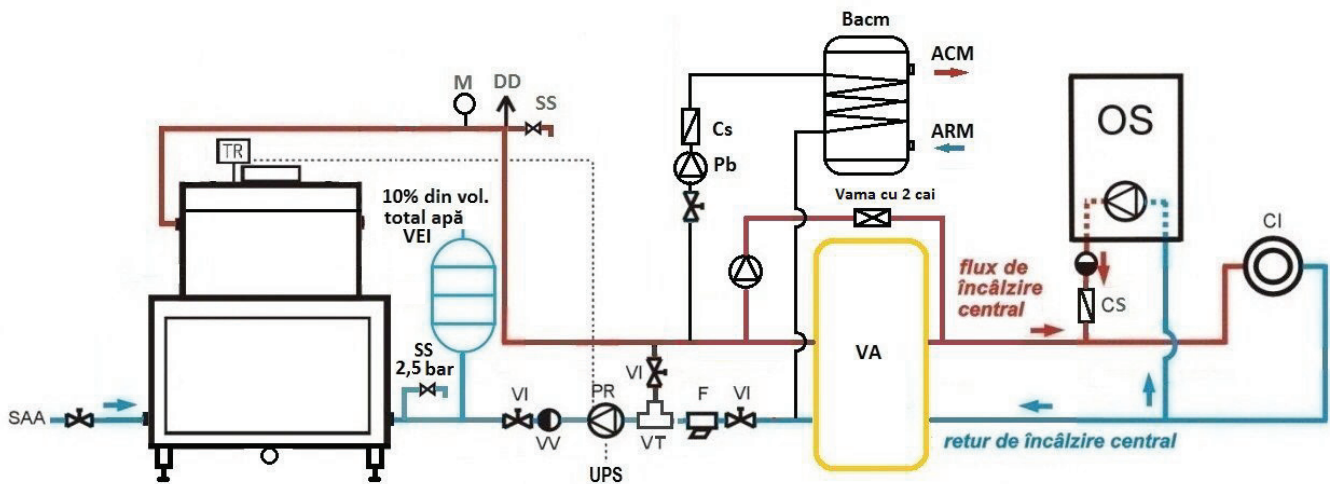 Bacm
ACM
ARM
M
DD
SS
Cs
Pb
OS
TR
10% din vol.
total apă
VEI
Vama cu 2 cai
CI
flux de
încălzire
central
CS
SS
2,5 bar
VI
VA
SAA
VI
VV
PR
VT
F
VI
UPS
retur de încălzire central